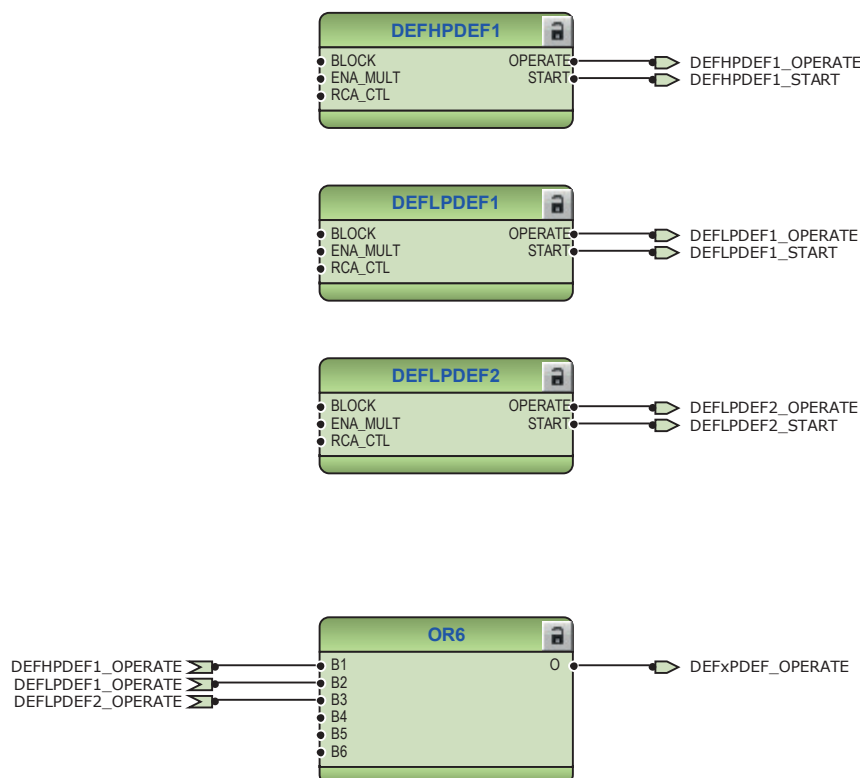 DEFHPDEF1
BLOCK OPERATE DEFHPDEF1_OPERATE
ENA_MULT START DEFHPDEF1_START
RCA_CTL
DEFLPDEF1
BLOCK OPERATE DEFLPDEF1_OPERATE
ENA_MULT START DEFLPDEF1_START
RCA_CTL
DEFLPDEF2
BLOCK OPERATE DEFLPDEF2_OPERATE
ENA_MULT START DEFLPDEF2_START
RCA_CTL
OR6
DEFHPDEF1_OPERATE B1 O DEFxPDEF_OPERATE
DEFLPDEF1_OPERATE B2
DEFLPDEF2_OPERATE B3
B4
B5
B6